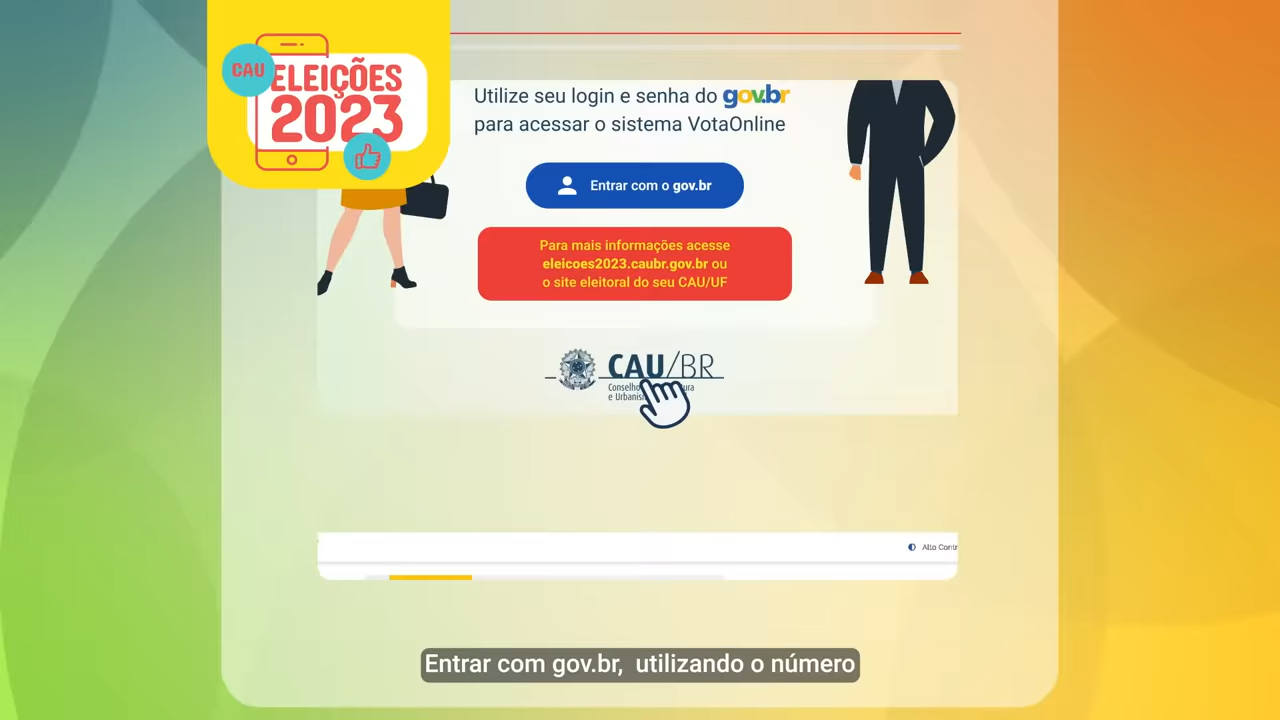 CAU
ELEIÇÕES
2023
Utilize seu login e senha do gov.br
para acessar o sistema VotaOnline
Entrar com o gov.br
Para mais informações acesse
eleicoes2023.caubr.gov.br ou
o site eleitoral do seu CAU/UF
CAU/BR
Conselho
e Urbanis
Alto Contr
Entrar com gov.br, utilizando o número